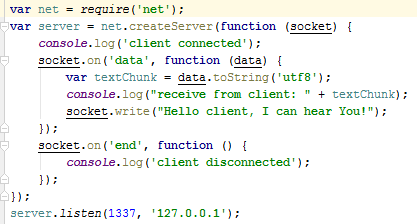 var net = require('net');
var server = net.createServer(function (socket) {
    console.log('client connected');
    socket.on('data', function (data) {
        var textChunk = data.toString('utf8');
        console.log("receive from client: " + textChunk);
        socket.write("Hello client, I can hear You!");
    });
    socket.on('end', function () {
        console.log('client disconnected');
    });
});
server.listen(1337, '127.0.0.1');